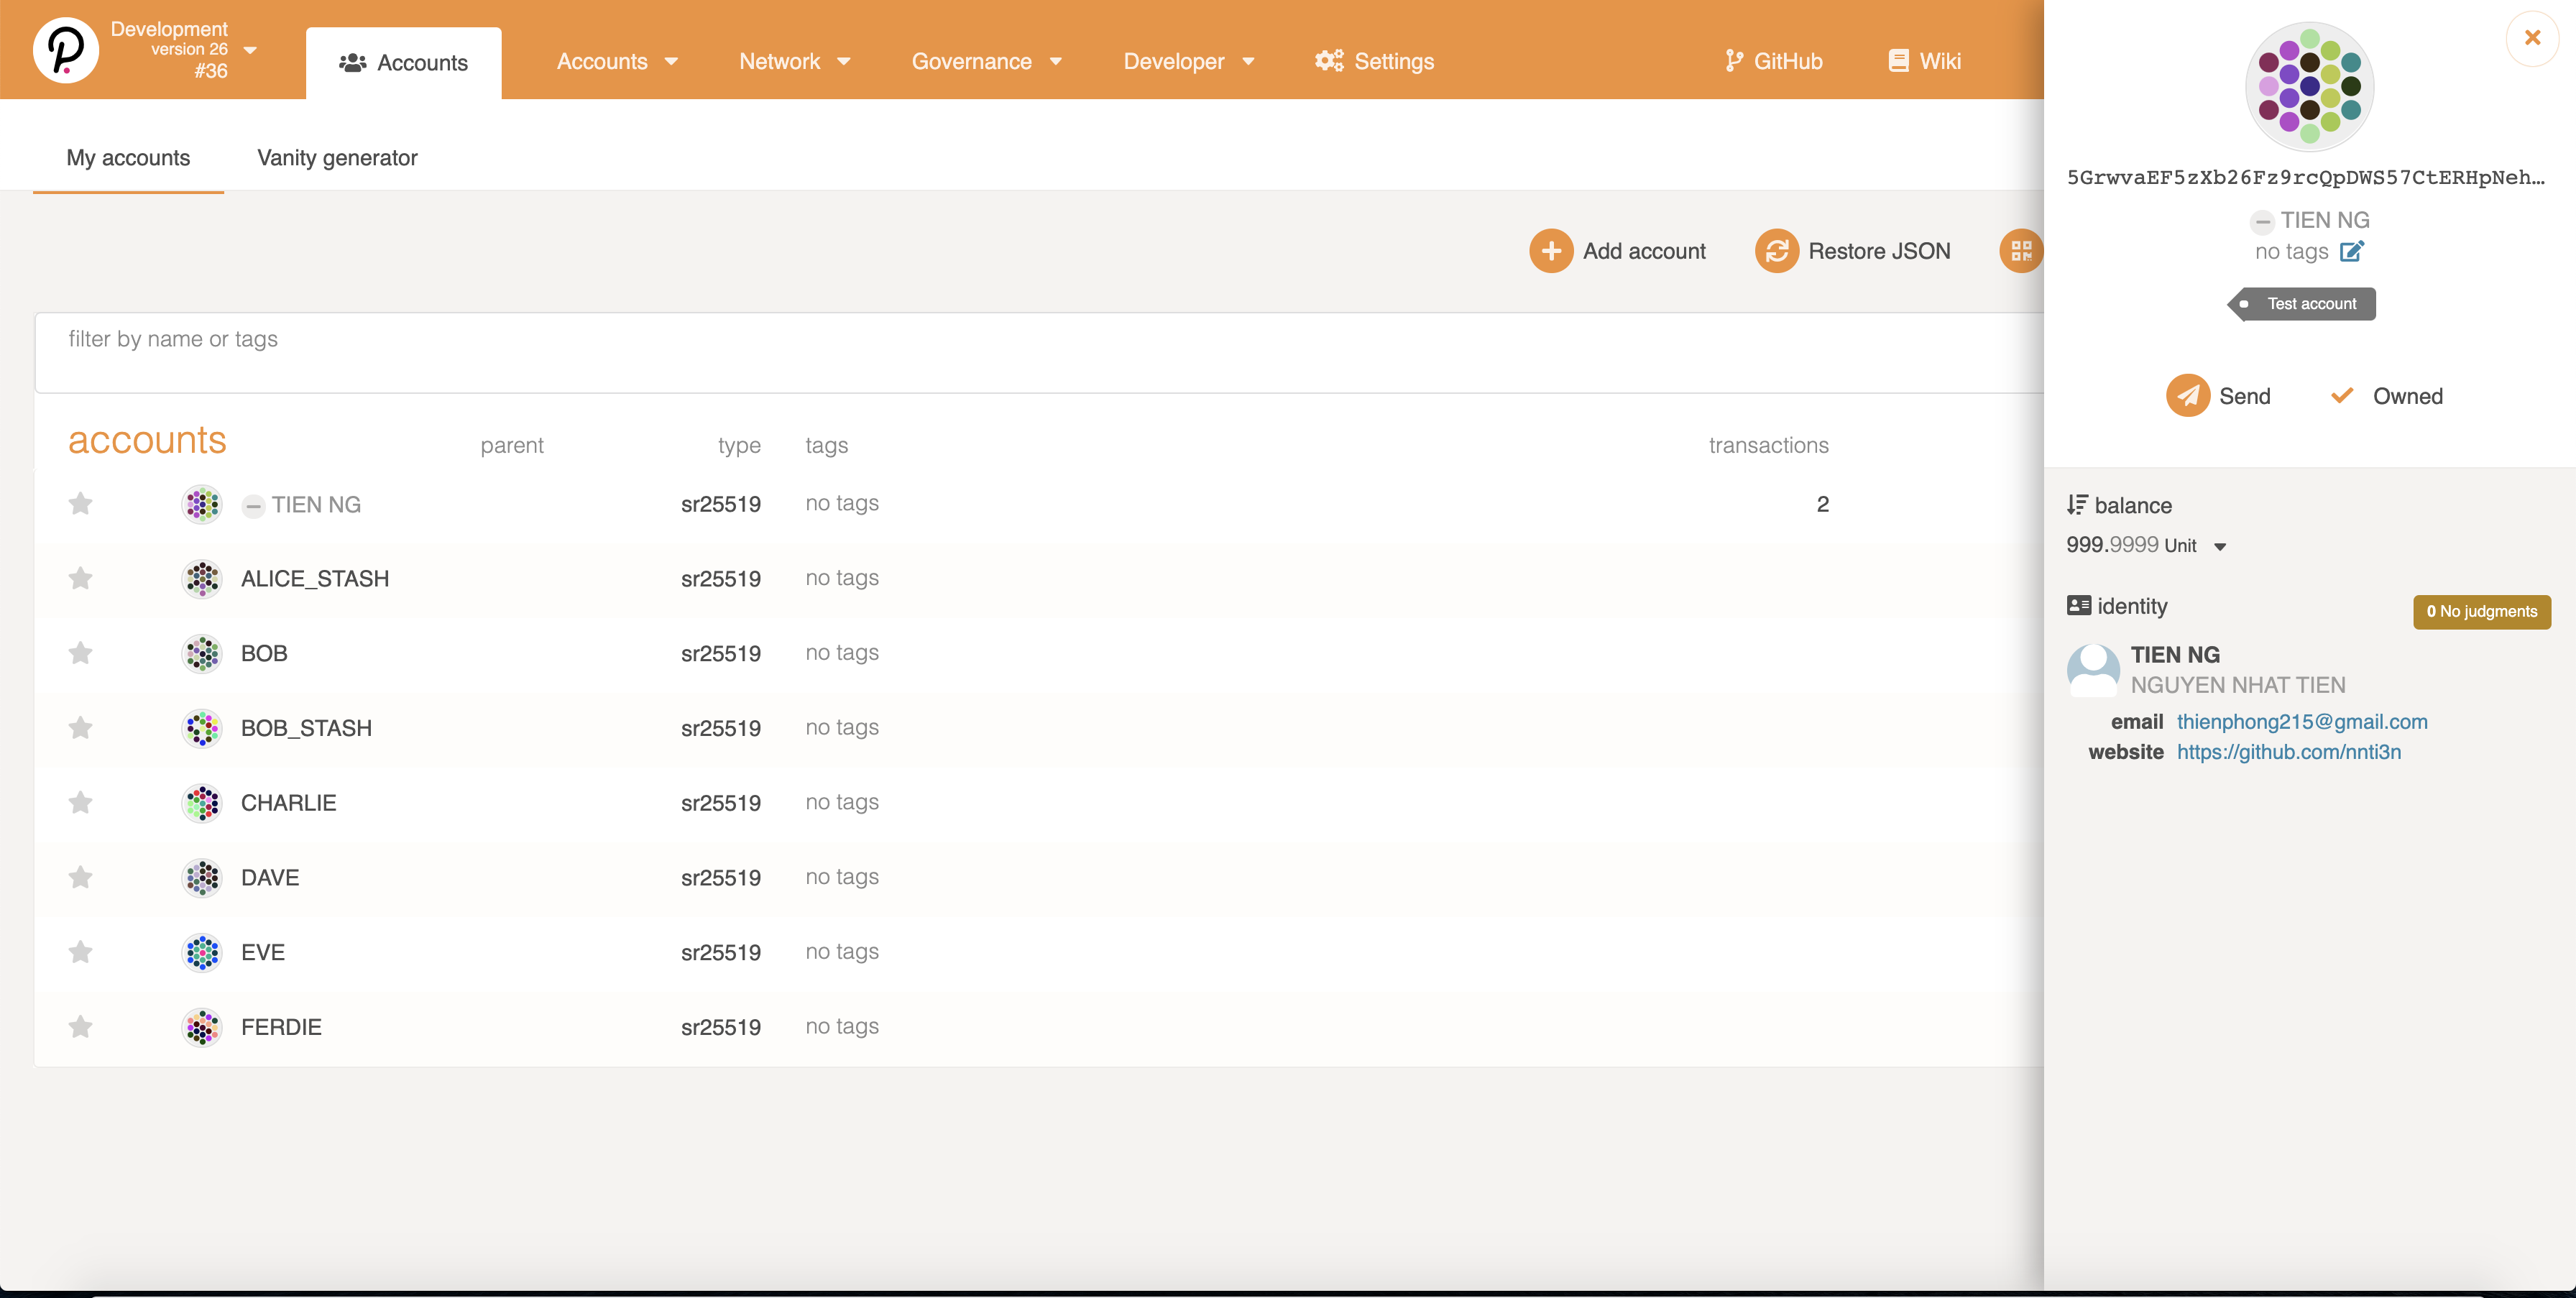 Development
version 26
#36
Accounts
Accounts
Network
Governance
Developer
Settings
GitHub
Wiki
My accounts
Vanity generator
Add account
Restore JSON
filter by name or tags
accounts parent type tags transactions
TIEN NG sr25519 no tags 2
ALICE_STASH sr25519 no tags
BOB sr25519 no tags
BOB_STASH sr25519 no tags
CHARLIE sr25519 no tags
DAVE sr25519 no tags
EVE sr25519 no tags
FERDIE sr25519 no tags
5GrwvaEF5zXb26Fz9rcQpDWS57CtERHpNeh…
TIEN NG
no tags
Test account
Send
Owned
balance
999.9999 Unit
identity
0 No judgments
TIEN NG
NGUYEN NHAT TIEN
email thienphong215@gmail.com
website https://github.com/nnti3n